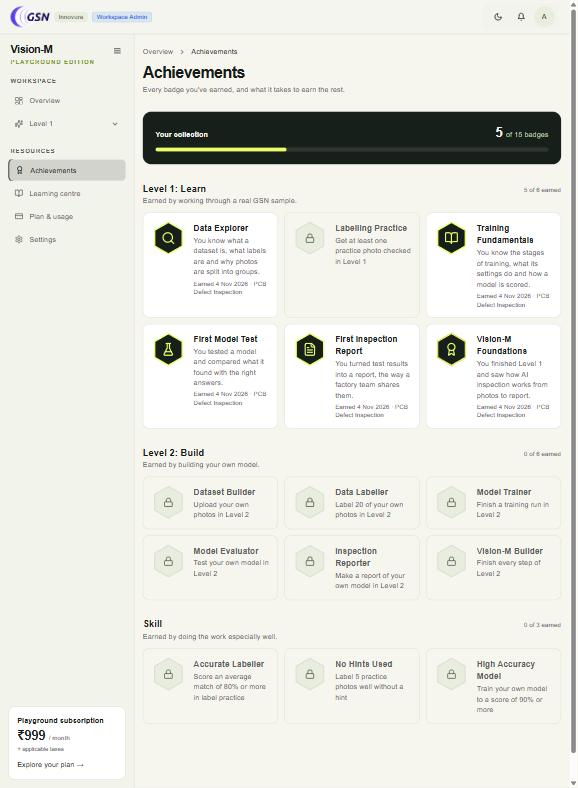 GSN
Innovura
Workspace Admin
A
Vision-M
PLAYGROUND EDITION
WORKSPACE
Overview
Level 1
RESOURCES
Achievements
Learning centre
Plan & usage
Settings
Playground subscription
₹999 / month
+ applicable taxes
Explore your plan →
Overview > Achievements
Achievements
Every badge you've earned, and what it takes to earn the rest.
Your collection
5 of 15 badges
Level 1: Learn
5 of 6 earned
Earned by working through a real GSN sample.
Data Explorer
You know what a
dataset is, what labels
are and why photos
are split into groups.
Earned 4 Nov 2026 · PCB
Defect Inspection
Labelling Practice
Get at least one
practice photo checked
in Level 1
Training
Fundamentals
You know the stages
of training, what its
settings do and how a
model is scored.
Earned 4 Nov 2026 · PCB
Defect Inspection
First Model Test
You tested a model
and compared what it
found with the right
answers.
Earned 4 Nov 2026 · PCB
Defect Inspection
First Inspection
Report
You turned test results
into a report, the way a
factory team shares
them.
Earned 4 Nov 2026 · PCB
Defect Inspection
Vision-M
Foundations
You finished Level 1
and saw how AI
inspection works from
photos to report.
Earned 4 Nov 2026 · PCB
Defect Inspection
Level 2: Build
0 of 6 earned
Earned by building your own model.
Dataset Builder
Upload your own
photos in Level 2
Data Labeller
Label 20 of your own
photos in Level 2
Model Trainer
Finish a training run in
Level 2
Model Evaluator
Test your own model in
Level 2
Inspection
Reporter
Make a report of your
own model in Level 2
Vision-M Builder
Finish every step of
Level 2
Skill
0 of 3 earned
Earned by doing the work especially well.
Accurate Labeller
Score an average
match of 80% or more
in label practice
No Hints Used
Label 5 practice
photos well without a
hint
High Accuracy
Model
Train your own model
to a score of 90% or
more